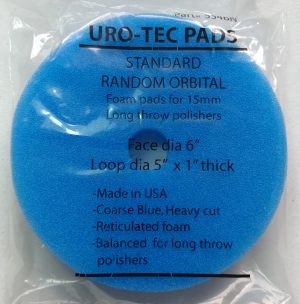 URO-TEC PADS
STANDARD
RANDOM ORBITAL
Foam pads for 15mm
Long throw polishers
Face dia 6"
Loop dia 5" x 1" thick
-Made in USA
-Coarse Blue, Heavy cut
-Reticulated foam
-Balanced for long throw
polishers